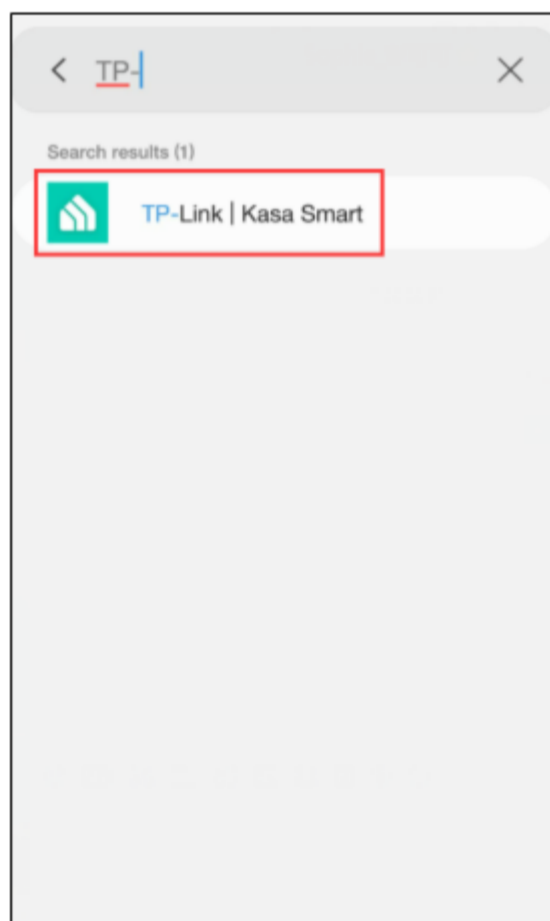 TP-
Search results (1)
TP-Link | Kasa Smart